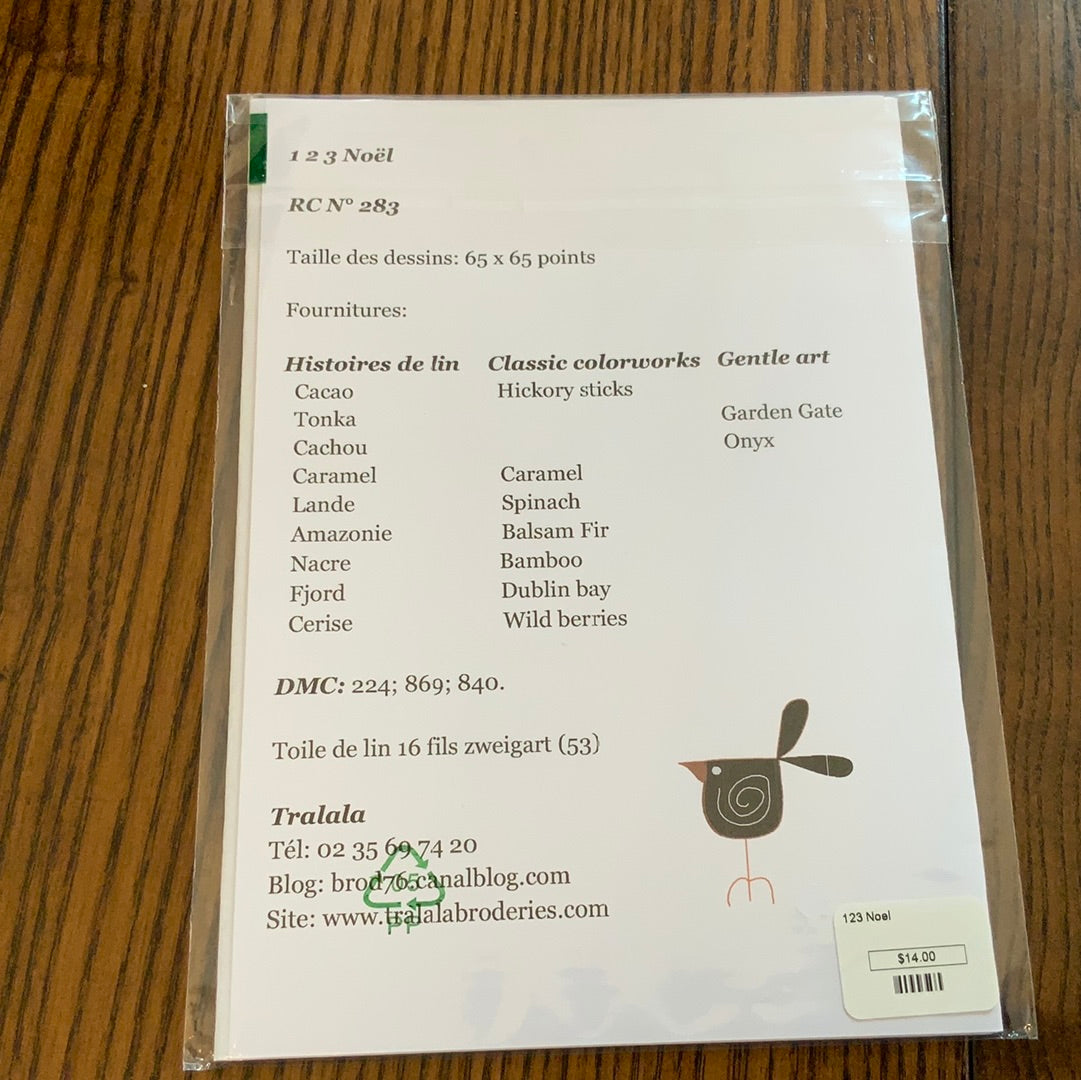 1 2 3 Noël
RC N° 283
Taille des dessins: 65 x 65 points
Fournitures:
Histoires de lin Classic colorworks Gentle art
Cacao Hickory sticks
Tonka Garden Gate
Cachou Onyx
Caramel Caramel
Lande Spinach
Amazonie Balsam Fir
Nacre Bamboo
Fjord Dublin bay
Cerise Wild berries
DMC: 224; 869; 840.
Toile de lin 16 fils zweigart (53)
Tralala
Tél: 02 35 69 74 20
Blog: brod76.canalblog.com
Site: www.tralalabroderies.com
05
PP
123 Noel
$14.00